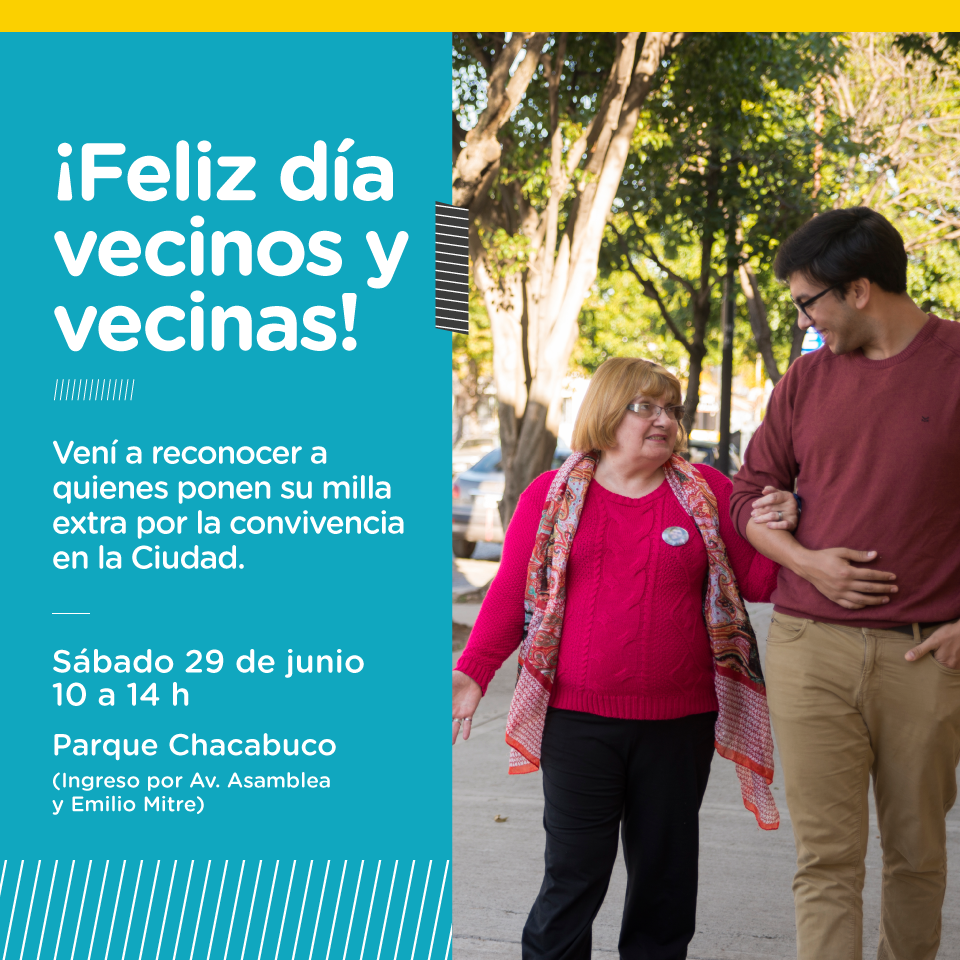 ¡Feliz día
vecinos y
vecinas!
Vení a reconocer a
quienes ponen su milla
extra por la convivencia
en la Ciudad.
Sábado 29 de junio
10 a 14 h
Parque Chacabuco
(Ingreso por Av. Asamblea
y Emilio Mitre)